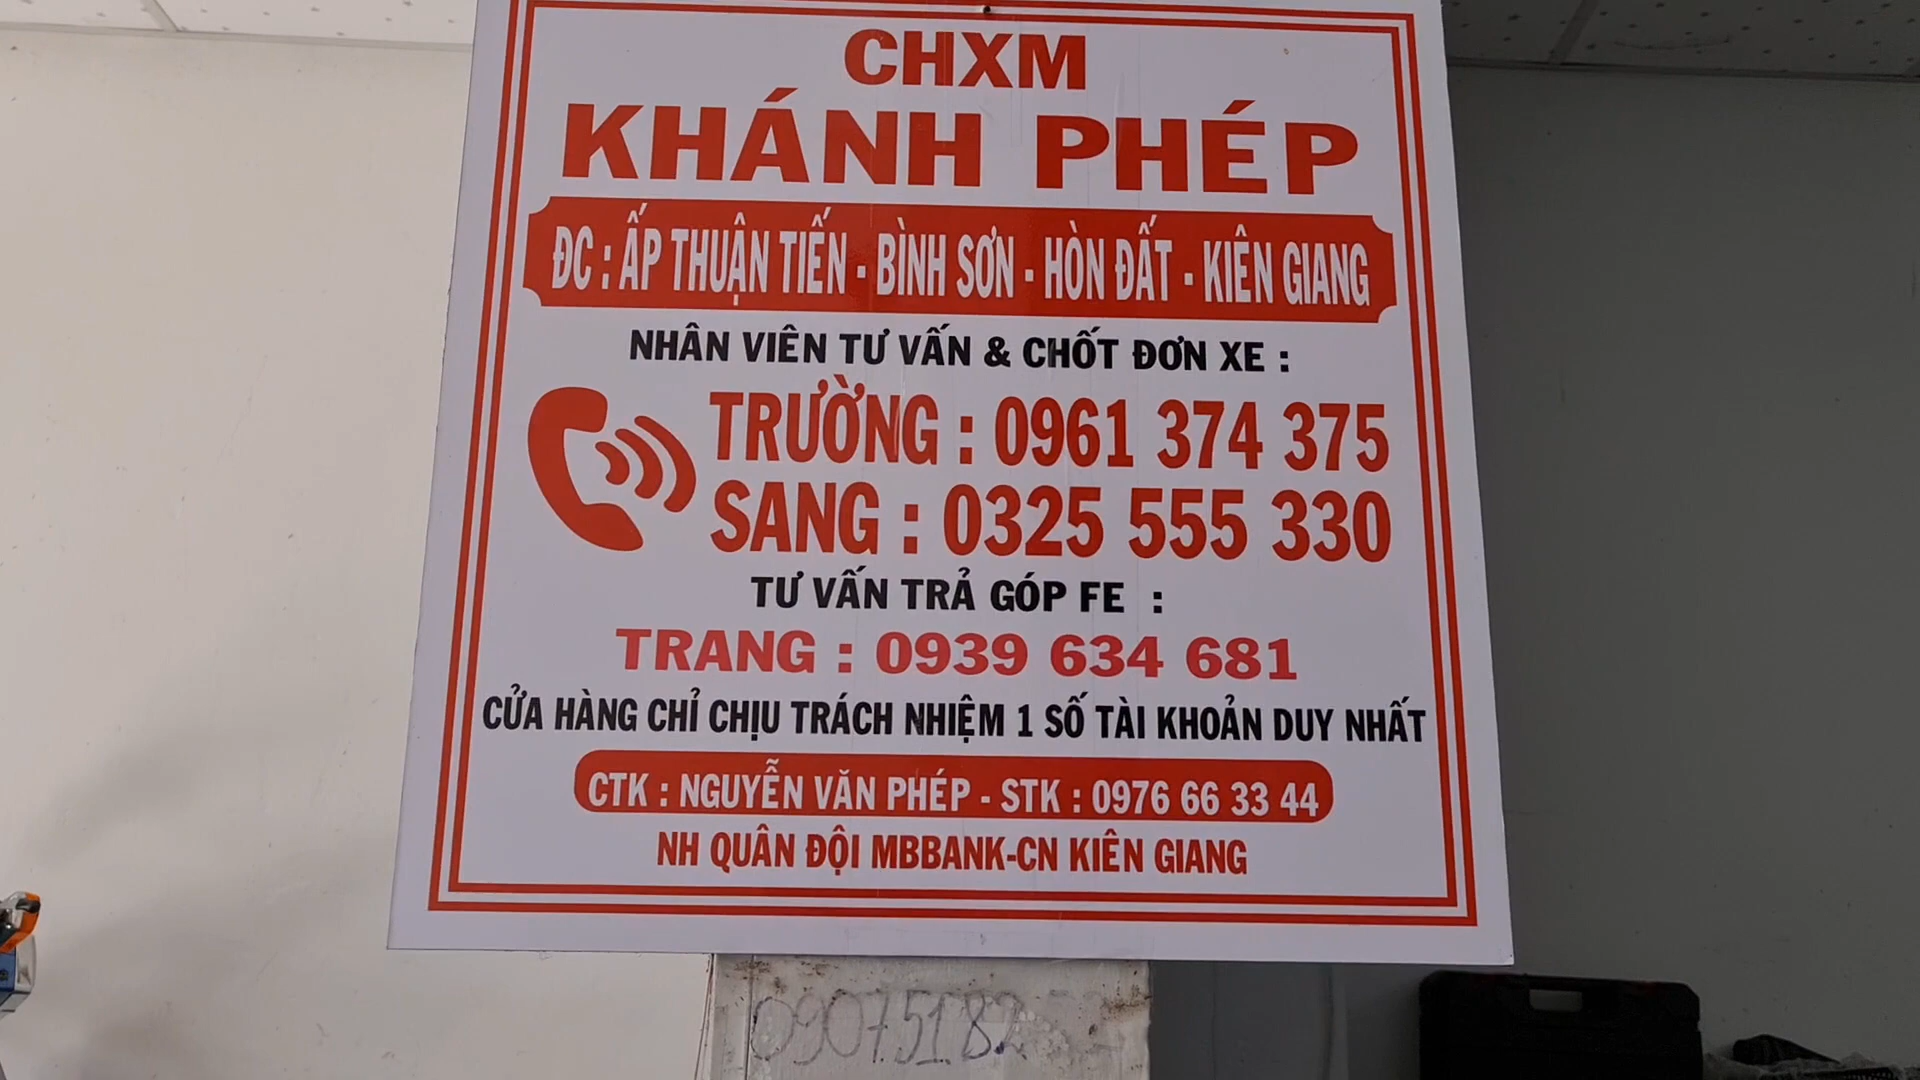 CHXM
KHÁNH PHÉP
ĐC : ẤP THUẬN TIẾN - BÌNH SƠN - HÒN ĐẤT - KIÊN GIANG
NHÂN VIÊN TƯ VẤN & CHỐT ĐƠN XE :
TRƯỜNG : 0961 374 375
SANG : 0325 555 330
TƯ VẤN TRẢ GÓP FE :
TRANG : 0939 634 681
CỬA HÀNG CHỈ CHỊU TRÁCH NHIỆM 1 SỐ TÀI KHOẢN DUY NHẤT
CTK : NGUYỄN VĂN PHÉP - STK : 0976 66 33 44
NH QUÂN ĐỘI MBBANK-CN KIÊN GIANG